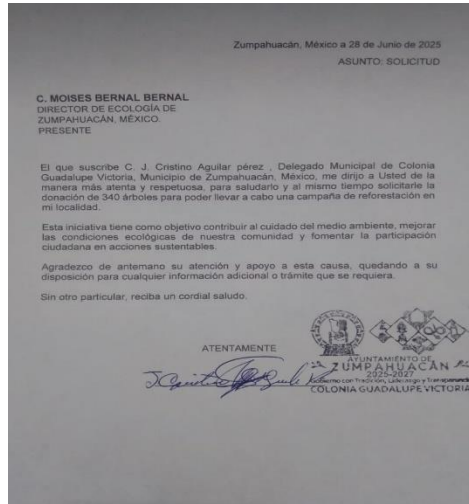 Zumpahuacán, México a 28 de Junio de 2025
ASUNTO: SOLICITUD
C. MOISES BERNAL BERNAL
DIRECTOR DE ECOLOGÍA DE
ZUMPAHUACÁN, MÉXICO.
PRESENTE
El que suscribe C. J. Cristino Aguilar pérez , Delegado Municipal de Colonia
Guadalupe Victoria, Municipio de Zumpahuacán, México, me dirijo a Usted de la
manera más atenta y respetuosa, para saludarlo y al mismo tiempo solicitarle la
donación de 340 árboles para poder llevar a cabo una campaña de reforestación en
mi localidad.
Esta iniciativa tiene como objetivo contribuir al cuidado del medio ambiente, mejorar
las condiciones ecológicas de nuestra comunidad y fomentar la participación
ciudadana en acciones sustentables.
Agradezco de antemano su atención y apoyo a esta causa, quedando a su
disposición para cualquier información adicional o trámite que se requiera.
Sin otro particular, reciba un cordial saludo.
ATENTAMENTE
AYUNTAMIENTO DE
ZUMPAHUACÁN
2025-2027
Gobierno con Tradición, Liderazgo y Transparencia
COLONIA GUADALUPE VICTORIA